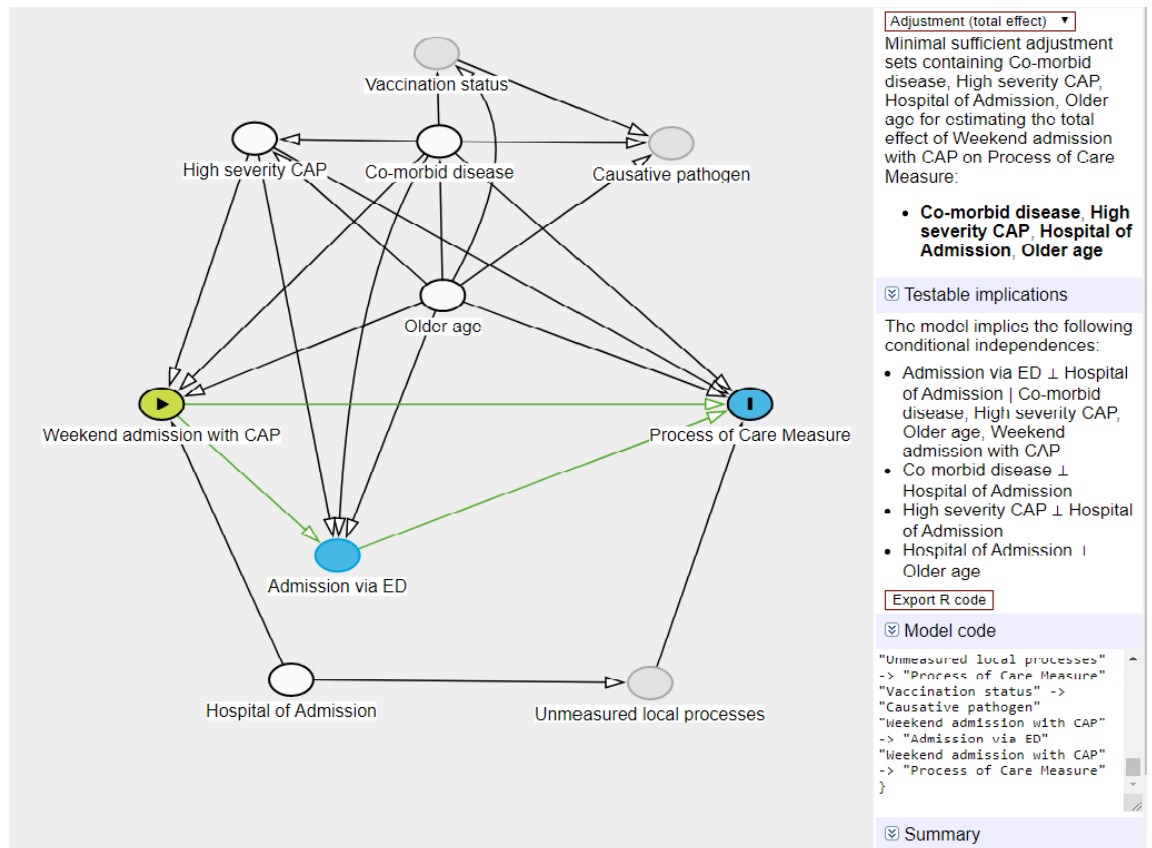 Vaccination status
High severity CAP
Co-morbid disease
Causative pathogen
Older age
Weekend admission with CAP
Process of Care Measure
Admission via ED
Hospital of Admission
Unmeasured local processes
Adjustment (total effect) ▼
Minimal sufficient adjustment
sets containing Co-morbid
disease, High severity CAP,
Hospital of Admission, Older
age for estimating the total
effect of Weekend admission
with CAP on Process of Care
Measure:
• Co-morbid disease, High
severity CAP, Hospital of
Admission, Older age
Testable implications
The model implies the following
conditional independences:
• Admission via ED ⊥ Hospital
of Admission | Co-morbid
disease, High severity CAP,
Older age, Weekend
admission with CAP
• Co morbid disease ⊥
Hospital of Admission
• High severity CAP ⊥ Hospital
of Admission
• Hospital of Admission ⊥
Older age
Export R code
Model code
"Unmeasured local processes"
-> "Process of Care Measure"
"Vaccination status" ->
"Causative pathogen"
"Weekend admission with CAP"
-> "Admission via ED"
"Weekend admission with CAP"
-> "Process of Care Measure"
}
Summary